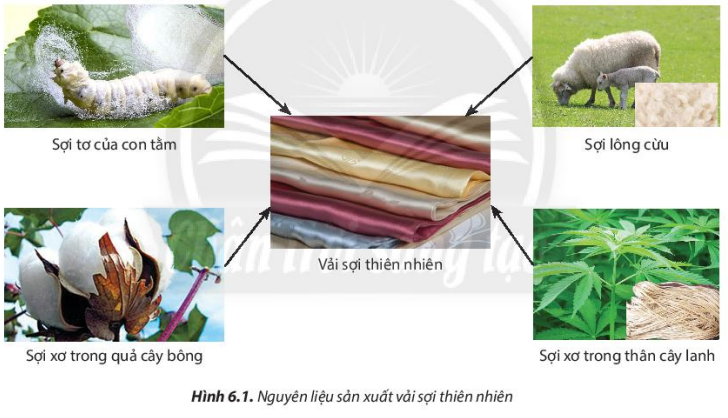 Sợi tơ của con tằm
Sợi lông cừu
Vải sợi thiên nhiên
Sợi xơ trong quả cây bông
Sợi xơ trong thân cây lanh
Hình 6.1. Nguyên liệu sản xuất vải sợi thiên nhiên